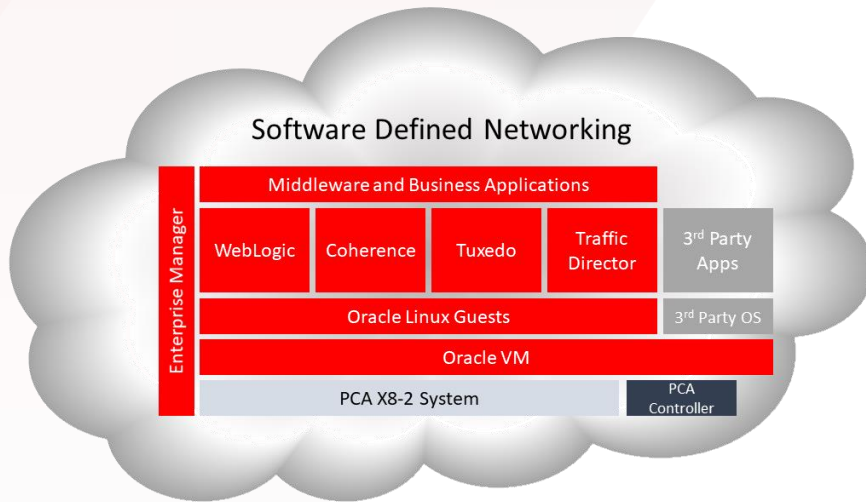 Software Defined Networking
Enterprise Manager
Middleware and Business Applications
WebLogic
Coherence
Tuxedo
Traffic
Director
3rd Party
Apps
Oracle Linux Guests
3rd Party OS
Oracle VM
PCA X8-2 System
PCA
Controller